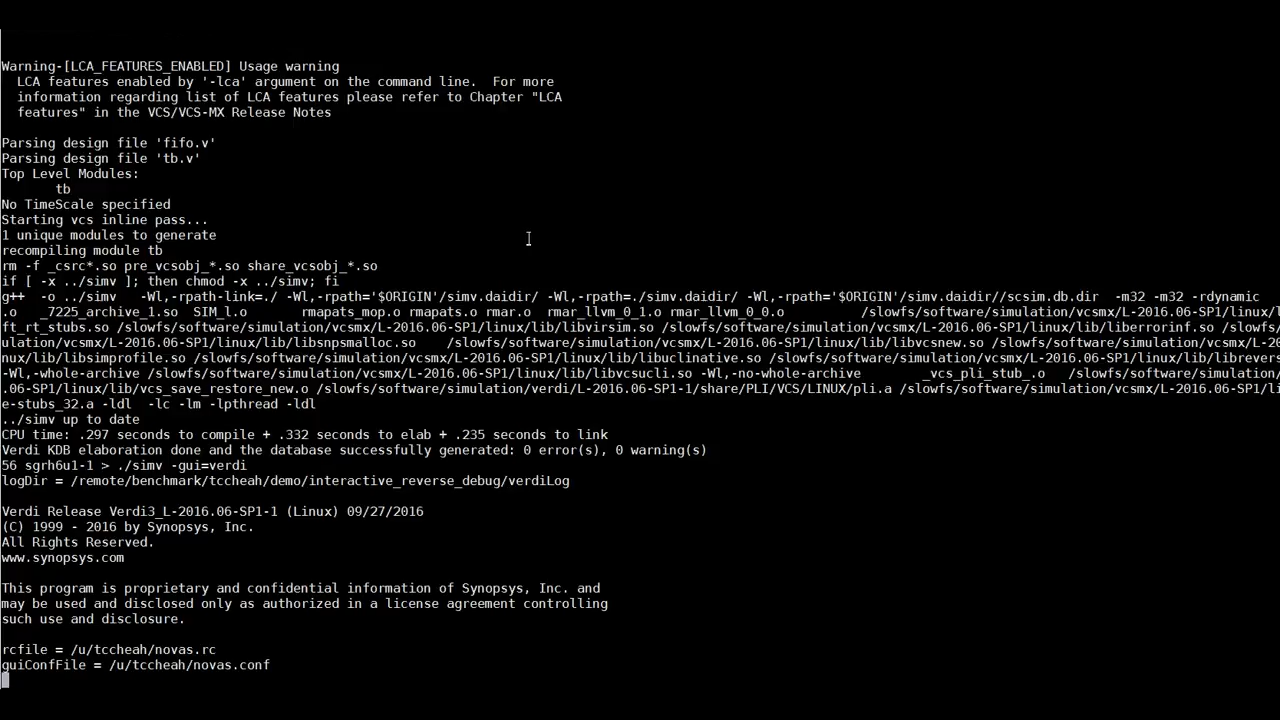 Warning-[LCA_FEATURES_ENABLED] Usage warning
LCA features enabled by '-lca' argument on the command line.  For more
information regarding list of LCA features please refer to Chapter "LCA
features" in the VCS/VCS-MX Release Notes
Parsing design file 'fifo.v'
Parsing design file 'tb.v'
Top Level Modules:
tb
No TimeScale specified
Starting vcs inline pass...
1 unique modules to generate
recompiling module tb
rm -f _csrc*.so pre_vcsobj_*.so share_vcsobj_*.so
if [ -x ../simv ]; then chmod -x ../simv; fi
g++  -o ../simv   -Wl,-rpath-link=./ -Wl,-rpath='$ORIGIN'/simv.daidir/ -Wl,-rpath=./simv.daidir/ -Wl,-rpath='$ORIGIN'/simv.daidir//scsim.db.dir  -m32 -m32 -rdynamic
.o  _7225_archive_1.so  SIM_l.o       rmapats_mop.o rmapats.o rmar.o  rmar_llvm_0_1.o rmar_llvm_0_0.o          /slowfs/software/simulation/vcsmx/L-2016.06-SP1/linux/l
ft_rt_stubs.so /slowfs/software/simulation/vcsmx/L-2016.06-SP1/linux/lib/libvirsim.so /slowfs/software/simulation/vcsmx/L-2016.06-SP1/linux/lib/liberrorinf.so /slowfs/
ulation/vcsmx/L-2016.06-SP1/linux/lib/libsnpsmalloc.so    /slowfs/software/simulation/vcsmx/L-2016.06-SP1/linux/lib/libvcsnew.so /slowfs/software/simulation/vcsmx/L-20
nux/lib/libsimprofile.so /slowfs/software/simulation/vcsmx/L-2016.06-SP1/linux/lib/libuclinative.so /slowfs/software/simulation/vcsmx/L-2016.06-SP1/linux/lib/librevers
-Wl,-whole-archive /slowfs/software/simulation/vcsmx/L-2016.06-SP1/linux/lib/libvcsucli.so -Wl,-no-whole-archive        _vcs_pli_stub_.o   /slowfs/software/simulation/
.06-SP1/linux/lib/vcs_save_restore_new.o /slowfs/software/simulation/verdi/L-2016.06-SP1-1/share/PLI/VCS/LINUX/pli.a /slowfs/software/simulation/vcsmx/L-2016.06-SP1/li
e-stubs_32.a -ldl  -lc -lm -lpthread -ldl
../simv up to date
CPU time: .297 seconds to compile + .332 seconds to elab + .235 seconds to link
Verdi KDB elaboration done and the database successfully generated: 0 error(s), 0 warning(s)
56 sgrh6u1-1 > ./simv -gui=verdi
logDir = /remote/benchmark/tccheah/demo/interactive_reverse_debug/verdiLog
Verdi Release Verdi3_L-2016.06-SP1-1 (Linux) 09/27/2016
(C) 1999 - 2016 by Synopsys, Inc.
All Rights Reserved.
www.synopsys.com
This program is proprietary and confidential information of Synopsys, Inc. and
may be used and disclosed only as authorized in a license agreement controlling
such use and disclosure.
rcfile = /u/tccheah/novas.rc
guiConfFile = /u/tccheah/novas.conf